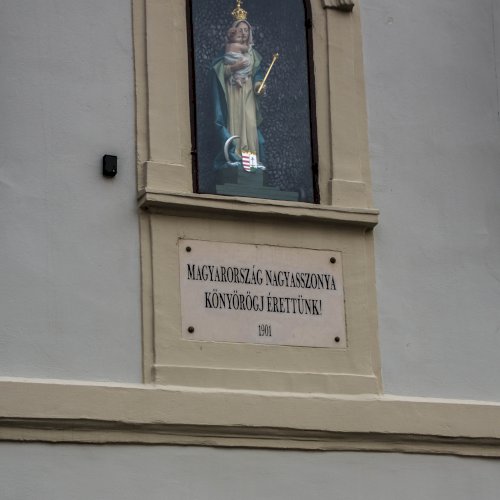 MAGYARORSZÁG NAGYASSZONYA
KÖNYÖRÖGJ ÉRETTÜNK!
1901